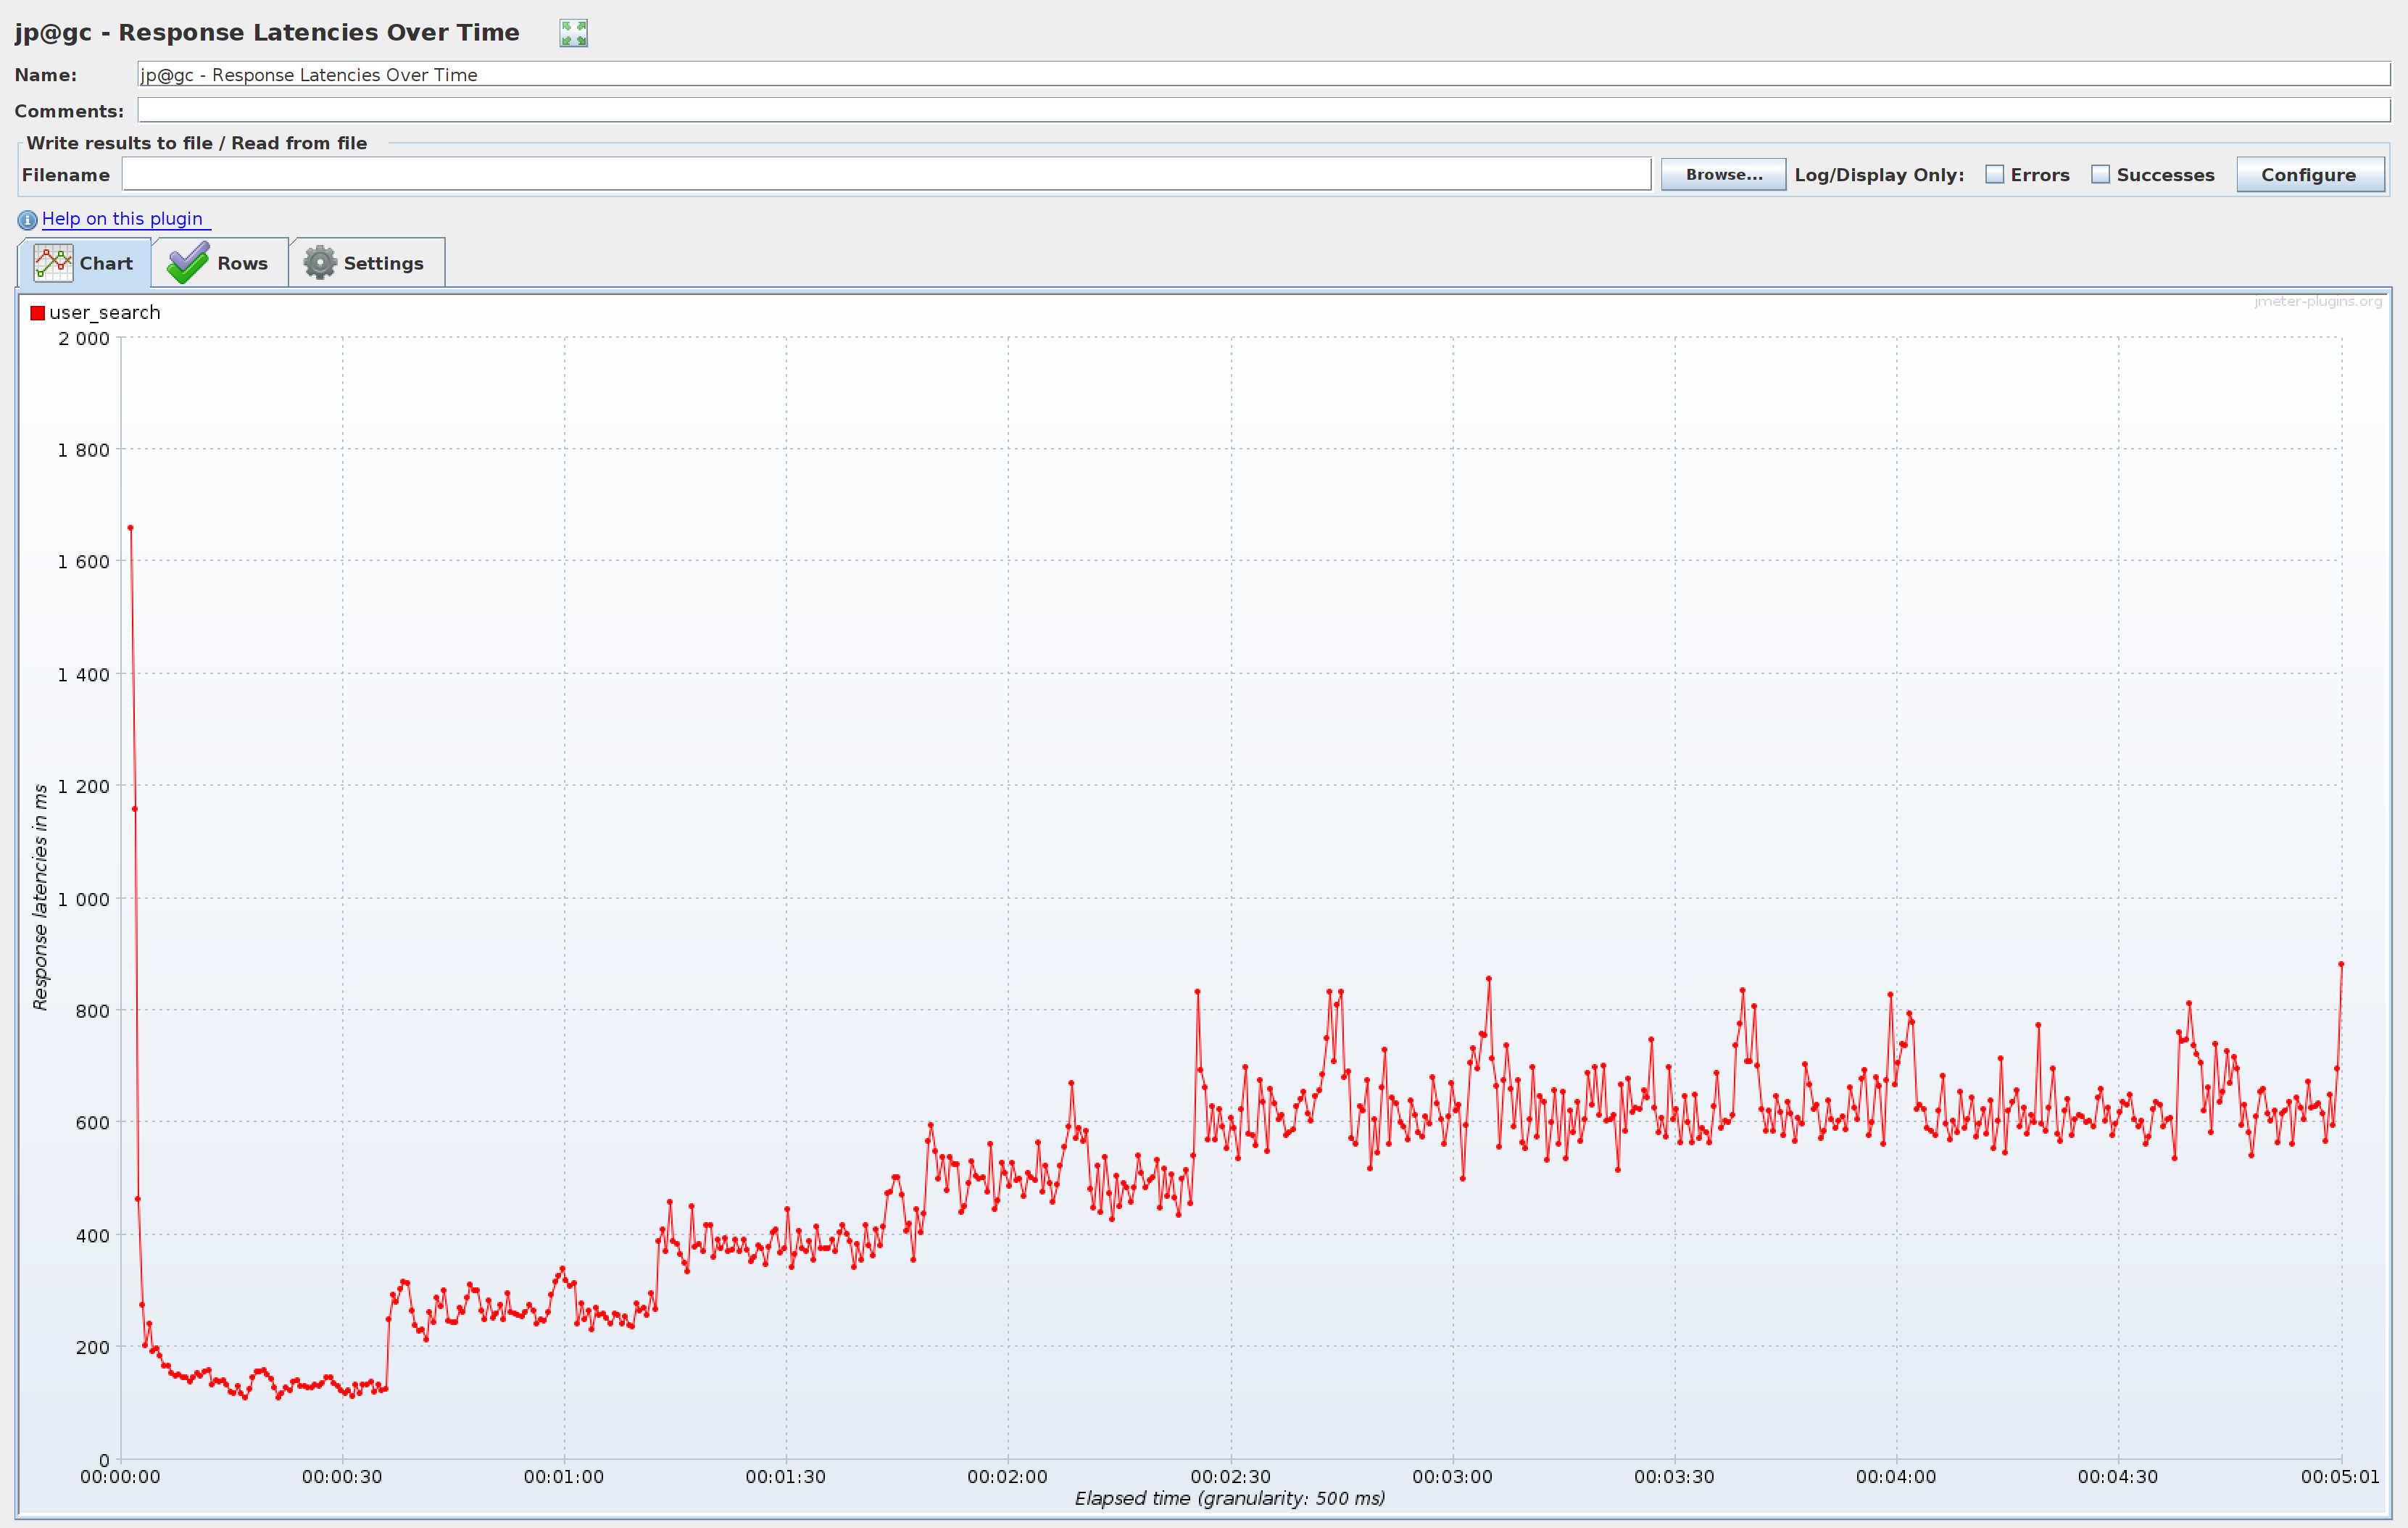 jp@gc - Response Latencies Over Time
Name: jp@gc - Response Latencies Over Time
Comments:
Write results to file / Read from file
Filename Browse... Log/Display Only: Errors Successes Configure
Help on this plugin
Chart Rows Settings
jmeter-plugins.org
user_search
2 000
1 800
1 600
1 400
1 200
1 000
800
600
400
200
0
Response latencies in ms
00:00:00 00:00:30 00:01:00 00:01:30 00:02:00 00:02:30 00:03:00 00:03:30 00:04:00 00:04:30 00:05:01
Elapsed time (granularity: 500 ms)